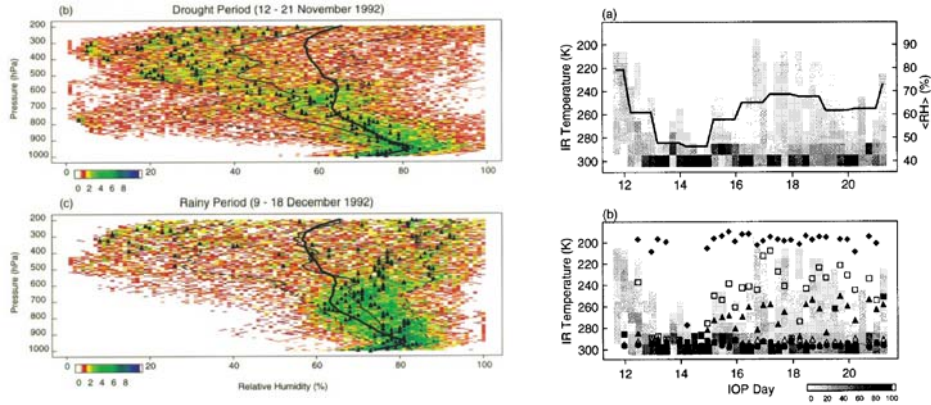 (b) Drought Period (12 - 21 November 1992)
Pressure (hPa)
200
300
400
500
600
700
800
900
1000
0 20 40 60 80 100
0 2 4 6 8
(c) Rainy Period (9 - 18 December 1992)
Pressure (hPa)
200
300
400
500
600
700
800
900
1000
0 20 40 60 80 100
0 2 4 6 8
Relative Humidity (%)
(a)
IR Temperature (K)
200
220
240
260
280
300
90
80
70
60
50
40
<RH> (%)
12 14 16 18 20
(b)
IR Temperature (K)
200
220
240
260
280
300
12 14 16 18 20
IOP Day
0 20 40 60 80 100